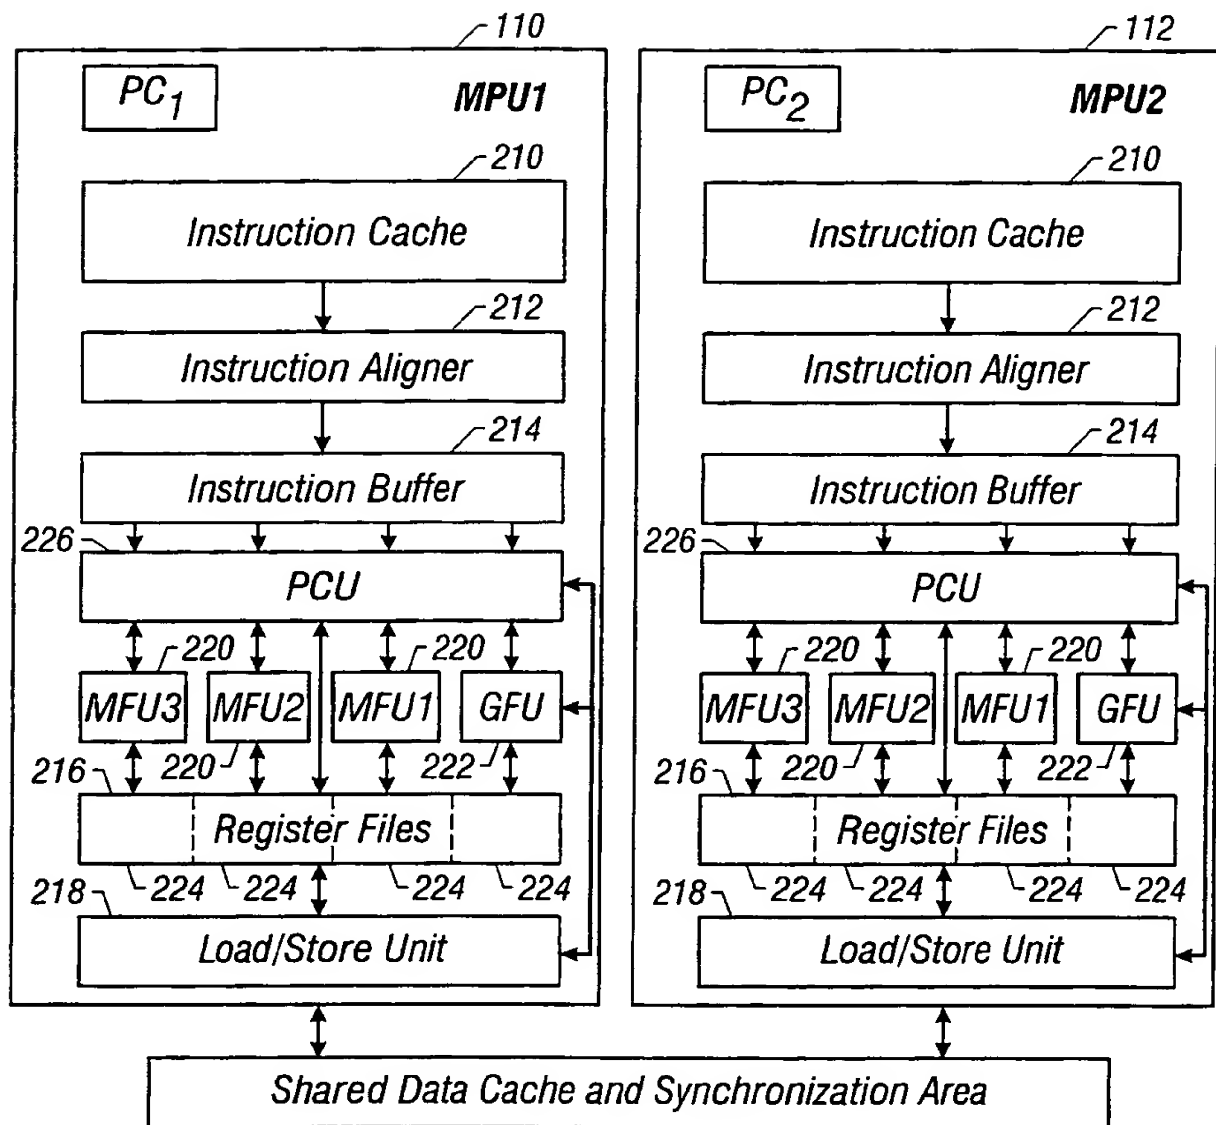 110
PC1
MPU1
210
Instruction Cache
212
Instruction Aligner
214
Instruction Buffer
226
PCU
220
220
MFU3
MFU2
MFU1
GFU
220
222
216
Register Files
224
224
224
224
218
Load/Store Unit
112
PC2
MPU2
210
Instruction Cache
212
Instruction Aligner
214
Instruction Buffer
226
PCU
220
220
MFU3
MFU2
MFU1
GFU
220
222
216
Register Files
224
224
224
224
218
Load/Store Unit
Shared Data Cache and Synchronization Area